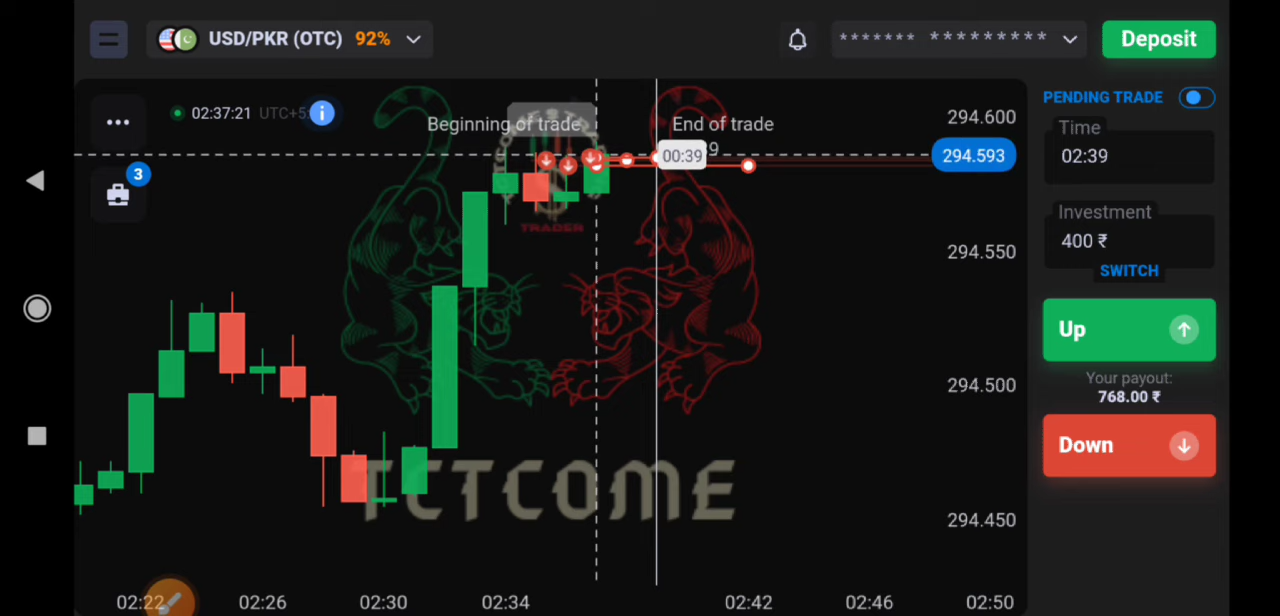 USD/PKR (OTC) 92%
******* *********
Deposit
02:37:21 UTC+5
i
3
Beginning of trade
End of trade
00:39
294.600
294.593
294.550
294.500
294.450
TRADER
TCTCOME
02:22
02:26
02:30
02:34
02:42
02:46
02:50
PENDING TRADE
Time
02:39
Investment
400 ₹
SWITCH
Up
Your payout:
768.00 ₹
Down